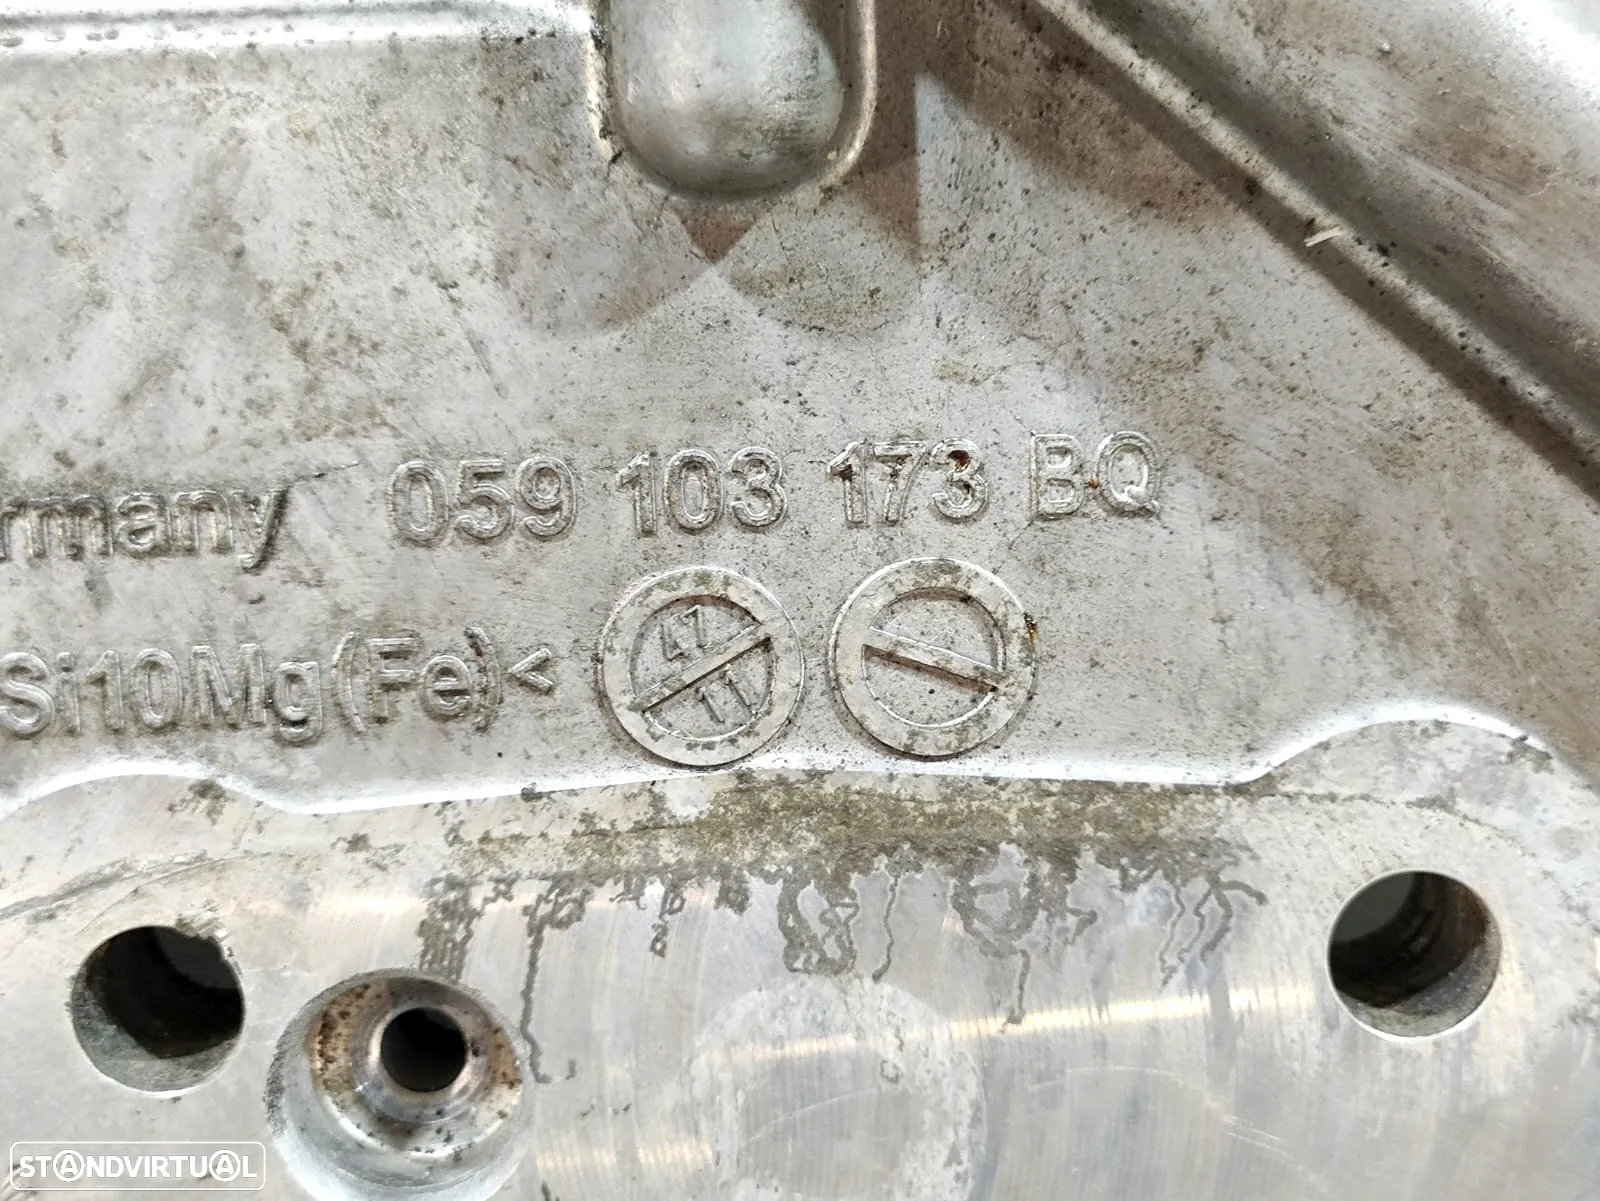 rmany 059 103 173 BQ
Si10Mg(Fe)<
47
11
STANDVIRTUAL